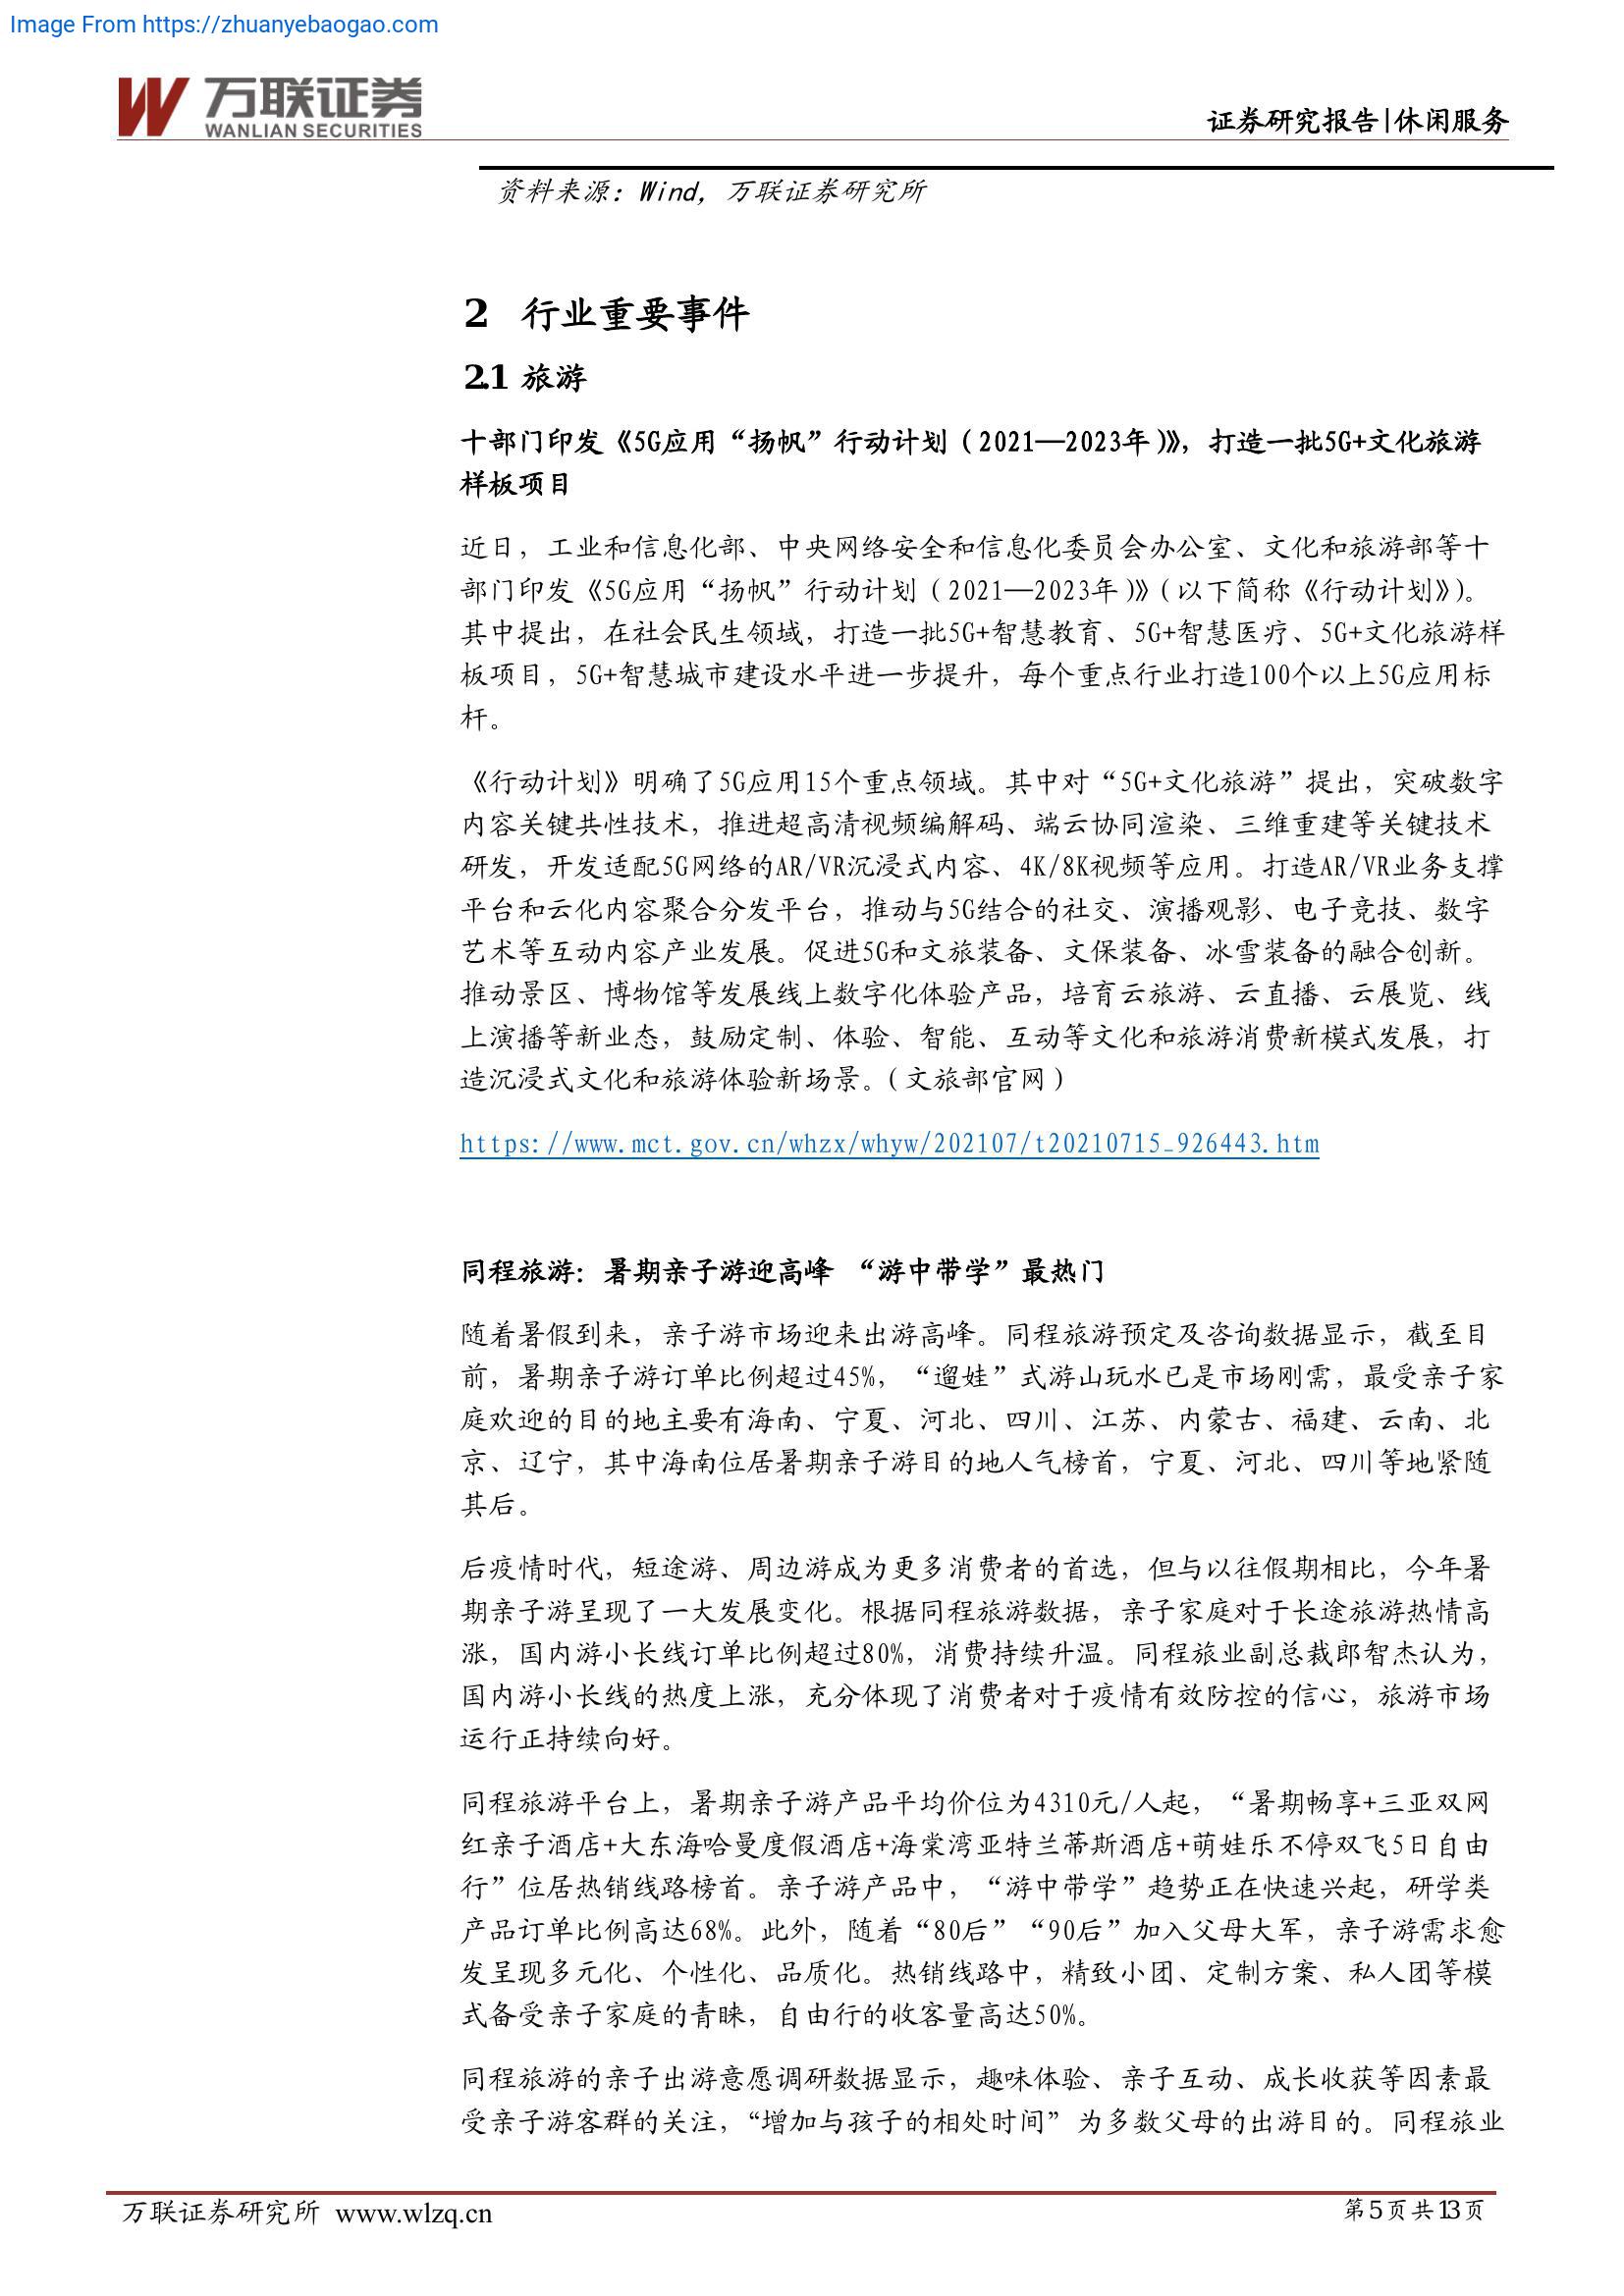 Image From https://zhuanyebaogao.com
万联证券
WANLIAN SECURITIES
证券研究报告|休闲服务
资料来源：Wind，万联证券研究所
2 行业重要事件
2.1 旅游
十部门印发《5G应用“扬帆”行动计划（2021—2023年）》，打造一批5G+文化旅游
样板项目
近日，工业和信息化部、中央网络安全和信息化委员会办公室、文化和旅游部等十
部门印发《5G应用“扬帆”行动计划（2021—2023年）》（以下简称《行动计划》）。
其中提出，在社会民生领域，打造一批5G+智慧教育、5G+智慧医疗、5G+文化旅游样
板项目，5G+智慧城市建设水平进一步提升，每个重点行业打造100个以上5G应用标
杆。
《行动计划》明确了5G应用15个重点领域。其中对“5G+文化旅游”提出，突破数字
内容关键共性技术，推进超高清视频编解码、端云协同渲染、三维重建等关键技术
研发，开发适配5G网络的AR/VR沉浸式内容、4K/8K视频等应用。打造AR/VR业务支撑
平台和云化内容聚合分发平台，推动与5G结合的社交、演播观影、电子竞技、数字
艺术等互动内容产业发展。促进5G和文旅装备、文保装备、冰雪装备的融合创新。
推动景区、博物馆等发展线上数字化体验产品，培育云旅游、云直播、云展览、线
上演播等新业态，鼓励定制、体验、智能、互动等文化和旅游消费新模式发展，打
造沉浸式文化和旅游体验新场景。（文旅部官网）
https://www.mct.gov.cn/whzx/whyw/202107/t20210715_926443.htm
同程旅游：暑期亲子游迎高峰 “游中带学”最热门
随着暑假到来，亲子游市场迎来出游高峰。同程旅游预定及咨询数据显示，截至目
前，暑期亲子游订单比例超过45%，“遛娃”式游山玩水已是市场刚需，最受亲子家
庭欢迎的目的地主要有海南、宁夏、河北、四川、江苏、内蒙古、福建、云南、北
京、辽宁，其中海南位居暑期亲子游目的地人气榜首，宁夏、河北、四川等地紧随
其后。
后疫情时代，短途游、周边游成为更多消费者的首选，但与以往假期相比，今年暑
期亲子游呈现了一大发展变化。根据同程旅游数据，亲子家庭对于长途旅游热情高
涨，国内游小长线订单比例超过80%，消费持续升温。同程旅业副总裁郎智杰认为，
国内游小长线的热度上涨，充分体现了消费者对于疫情有效防控的信心，旅游市场
运行正持续向好。
同程旅游平台上，暑期亲子游产品平均价位为4310元/人起，“暑期畅享+三亚双网
红亲子酒店+大东海哈曼度假酒店+海棠湾亚特兰蒂斯酒店+萌娃乐不停双飞5日自由
行”位居热销线路榜首。亲子游产品中，“游中带学”趋势正在快速兴起，研学类
产品订单比例高达68%。此外，随着“80后”“90后”加入父母大军，亲子游需求愈
发呈现多元化、个性化、品质化。热销线路中，精致小团、定制方案、私人团等模
式备受亲子家庭的青睐，自由行的收客量高达50%。
同程旅游的亲子出游意愿调研数据显示，趣味体验、亲子互动、成长收获等因素最
受亲子游客群的关注，“增加与孩子的相处时间”为多数父母的出游目的。同程旅业
万联证券研究所 www.wlzq.cn
第5页共13页